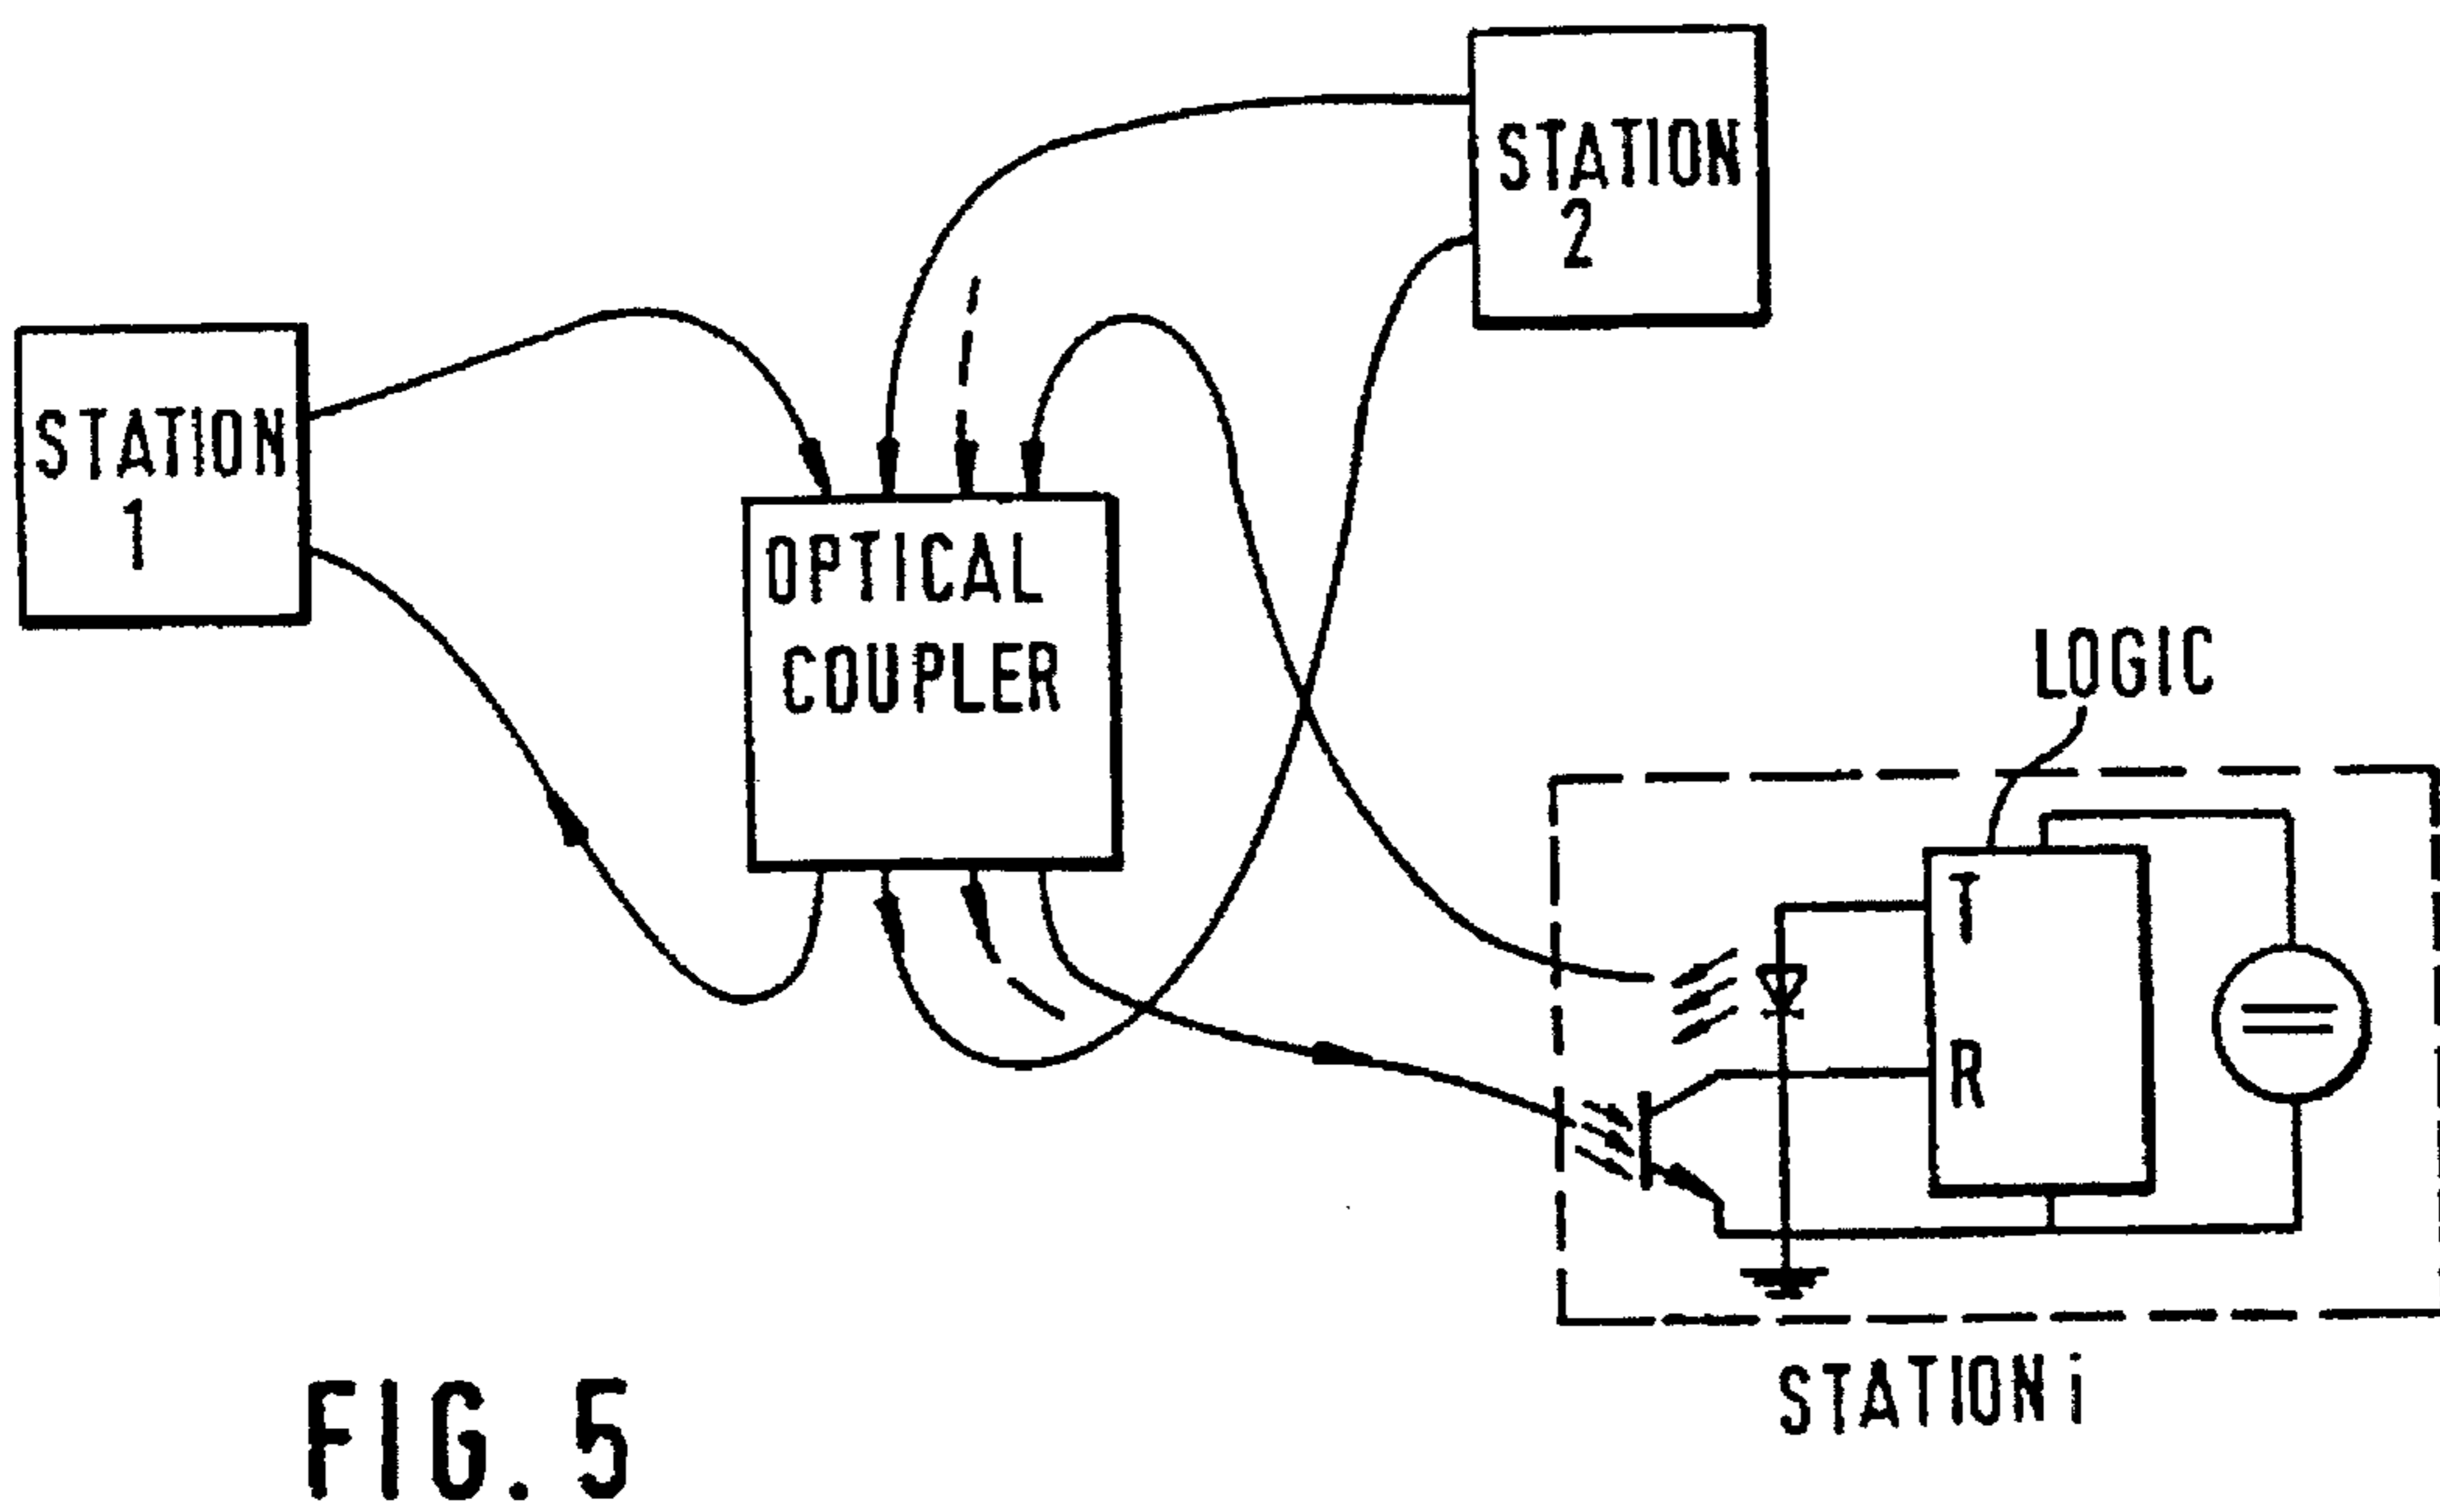 STATION
2
STATION
1
OPTICAL
COUPLER
LOGIC
T
R
STATION i
FIG. 5